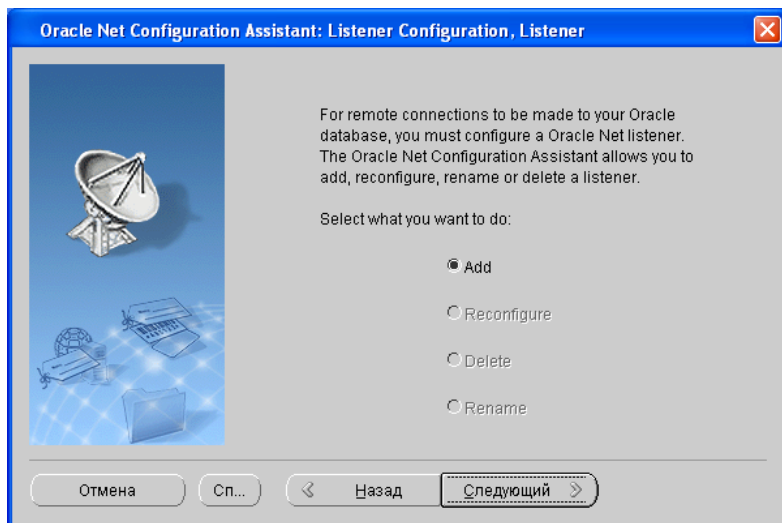 Oracle Net Configuration Assistant: Listener Configuration, Listener
For remote connections to be made to your Oracle
database, you must configure a Oracle Net listener.
The Oracle Net Configuration Assistant allows you to
add, reconfigure, rename or delete a listener.
Select what you want to do:
Add
Reconfigure
Delete
Rename
Отмена
Сп...
Назад
Следующий